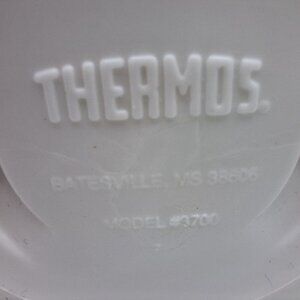 THERMOS.
BATESVILLE, MS 38606
MODEL #3700